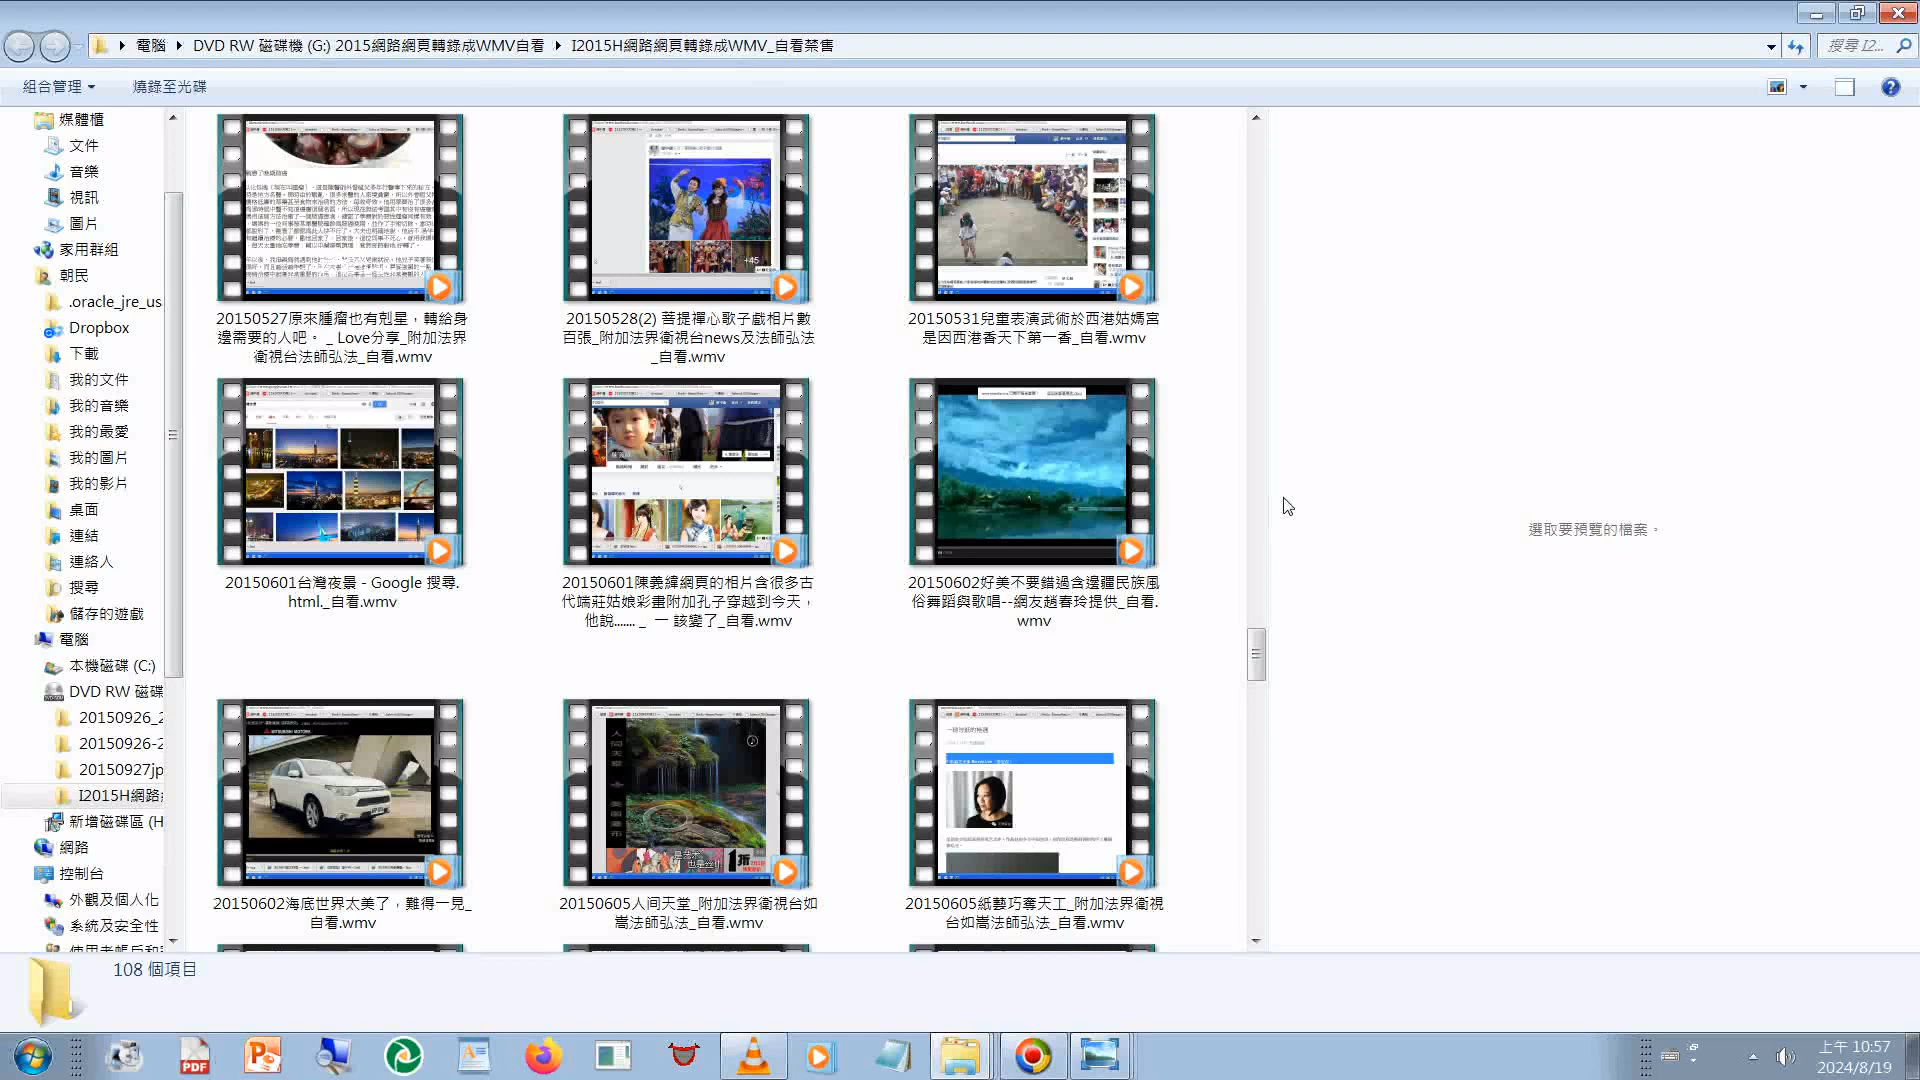 電腦 ▸ DVD RW 磁碟機 (G:) 2015網路網頁轉錄成WMV自看 ▸ I2015H網路網頁轉錄成WMV_自看禁售
搜尋 I2...
組合管理 燒錄至光碟
媒體櫃
文件
音樂
視訊
圖片
家用群組
朝民
.oracle_jre_us
Dropbox
下載
我的文件
我的音樂
我的最愛
我的圖片
我的影片
桌面
連結
連絡人
搜尋
儲存的遊戲
電腦
本機磁碟 (C:)
DVD RW 磁碟
20150926_2
20150926-2
20150927jp
I2015H網路
新增磁碟區 (H
網路
控制台
外觀及個人化
系統及安全性
20150527原來腫瘤也有剋星，轉給身
邊需要的人吧。 _ Love分享_附加法界
衛視台法師弘法_自看.wmv
20150528(2) 菩提禪心歌子戲相片數
百張_附加法界衛視台news及法師弘法
_自看.wmv
20150531兒童表演武術於西港姑媽宮
是因西港香天下第一香_自看.wmv
20150601台灣夜景 - Google 搜尋.
html._自看.wmv
20150601陳義緯網頁的相片含很多古
代端莊姑娘彩畫附加孔子穿越到今天，
他說....... _ 一 該變了_自看.wmv
20150602好美不要錯過含邊疆民族風
俗舞蹈與歌唱--網友趙春玲提供_自看.
wmv
20150602海底世界太美了，難得一見_
自看.wmv
20150605人间天堂_附加法界衛視台如
嵩法師弘法_自看.wmv
20150605紙藝巧奪天工_附加法界衛視
台如嵩法師弘法_自看.wmv
+45
選取要預覽的檔案。
108 個項目
PDF
上午 10:57
2024/8/19